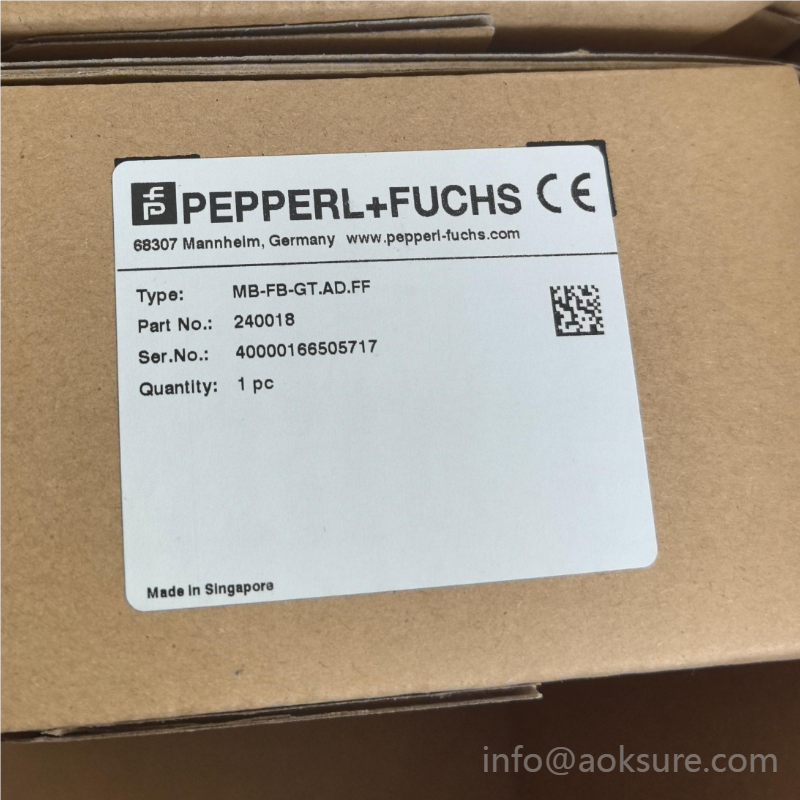 PEPPERL+FUCHS CE
68307 Mannheim, Germany www.pepperl-fuchs.com
Type: MB-FB-GT.AD.FF
Part No.: 240018
Ser.No.: 40000166505717
Quantity: 1 pc
Made in Singapore
info@aoksure.com